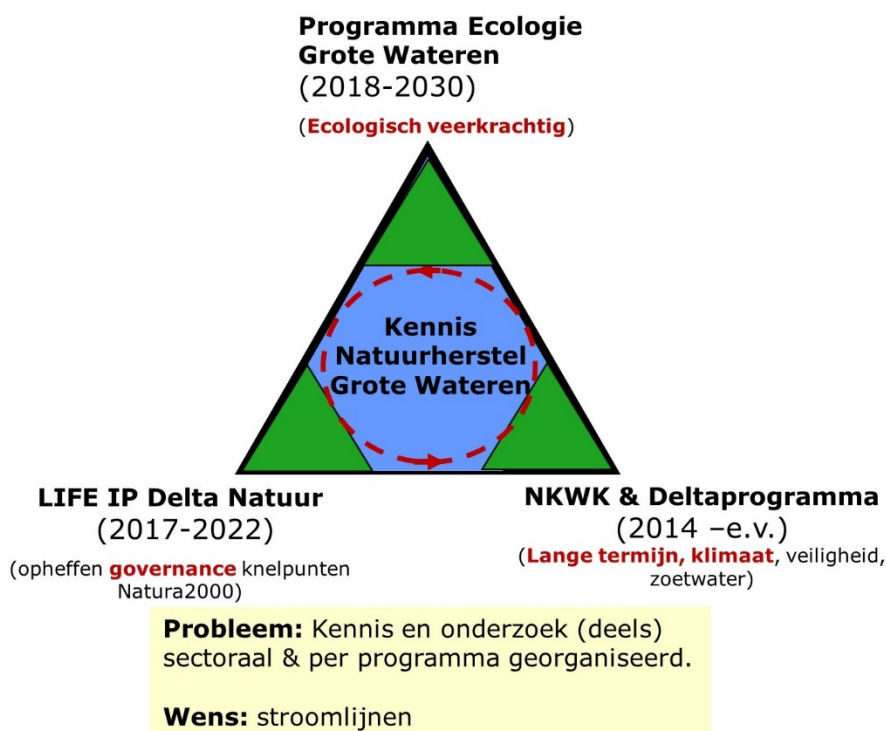 Programma Ecologie
Grote Wateren
(2018-2030)
(Ecologisch veerkrachtig)
Kennis
Natuurherstel
Grote Wateren
LIFE IP Delta Natuur
(2017-2022)
(opheffen governance knelpunten
Natura2000)
NKWK & Deltaprogramma
(2014 –e.v.)
(Lange termijn, klimaat, veiligheid,
zoetwater)
Probleem: Kennis en onderzoek (deels)
sectoraal & per programma georganiseerd.
Wens: stroomlijnen